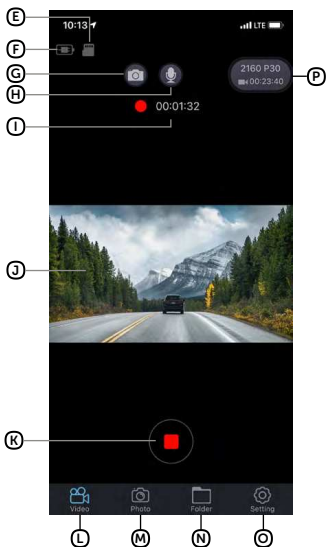 E
10:13 LTE
F
G
2160 P30
00:23:40
P
H
00:01:32
I
J
K
Video Photo Folder Setting
L M N O